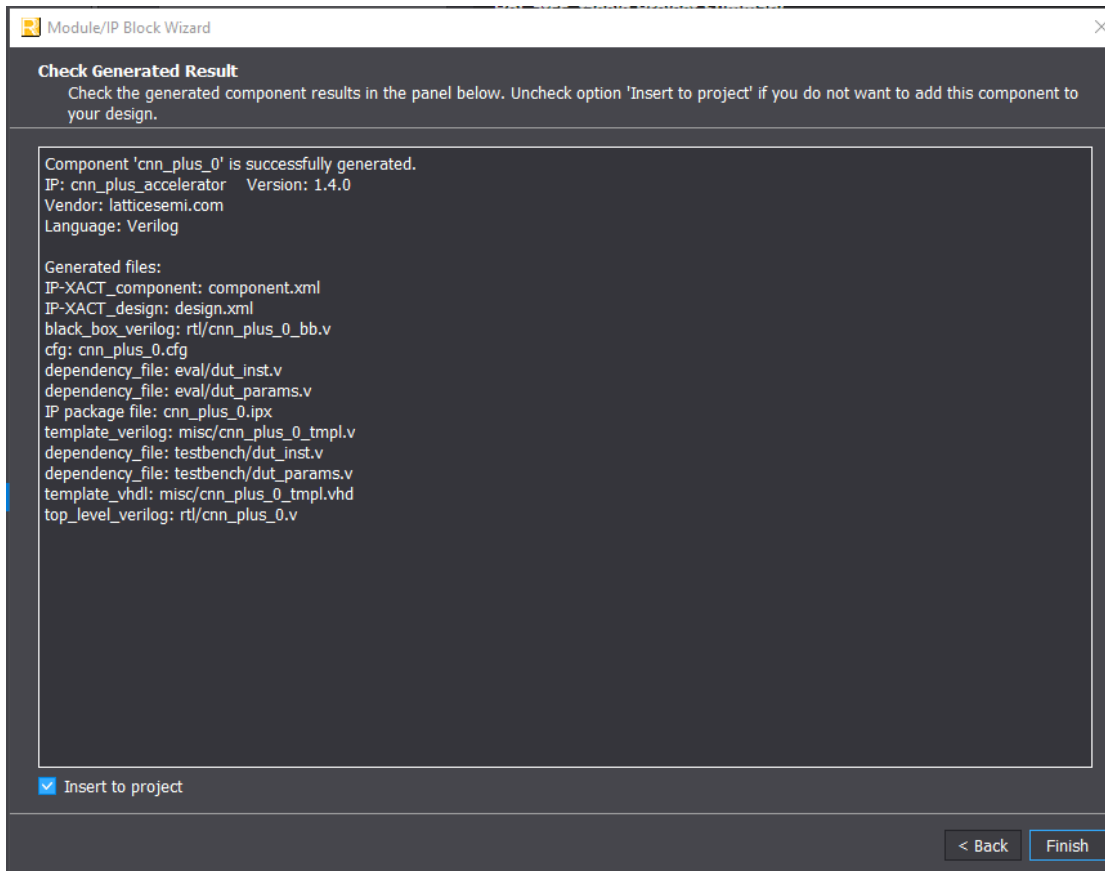 Module/IP Block Wizard
Check Generated Result
Check the generated component results in the panel below. Uncheck option 'Insert to project' if you do not want to add this component to
your design.
Component 'cnn_plus_0' is successfully generated.
IP: cnn_plus_accelerator Version: 1.4.0
Vendor: latticesemi.com
Language: Verilog
Generated files:
IP-XACT_component: component.xml
IP-XACT_design: design.xml
black_box_verilog: rtl/cnn_plus_0_bb.v
cfg: cnn_plus_0.cfg
dependency_file: eval/dut_inst.v
dependency_file: eval/dut_params.v
IP package file: cnn_plus_0.ipx
template_verilog: misc/cnn_plus_0_tmpl.v
dependency_file: testbench/dut_inst.v
dependency_file: testbench/dut_params.v
template_vhdl: misc/cnn_plus_0_tmpl.vhd
top_level_verilog: rtl/cnn_plus_0.v
Insert to project
< Back Finish